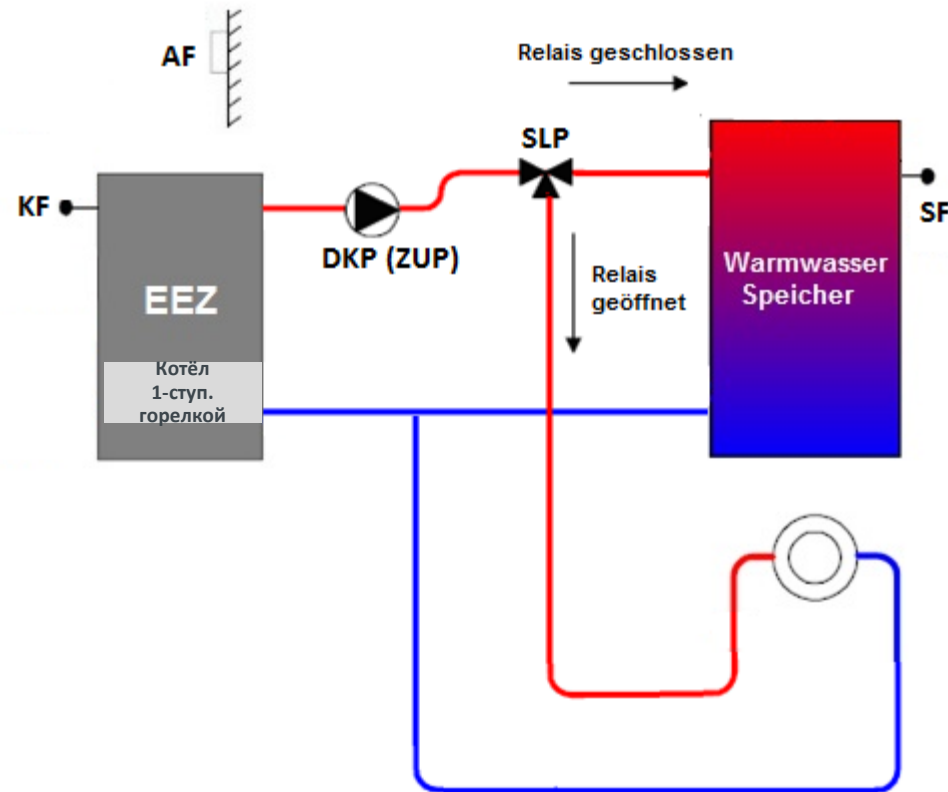 AF
Relais geschlossen
SLP
KF
SF
DKP (ZUP)
Relais
geöffnet
Warmwasser
Speicher
EEZ
Котёл
1-ступ.
горелкой